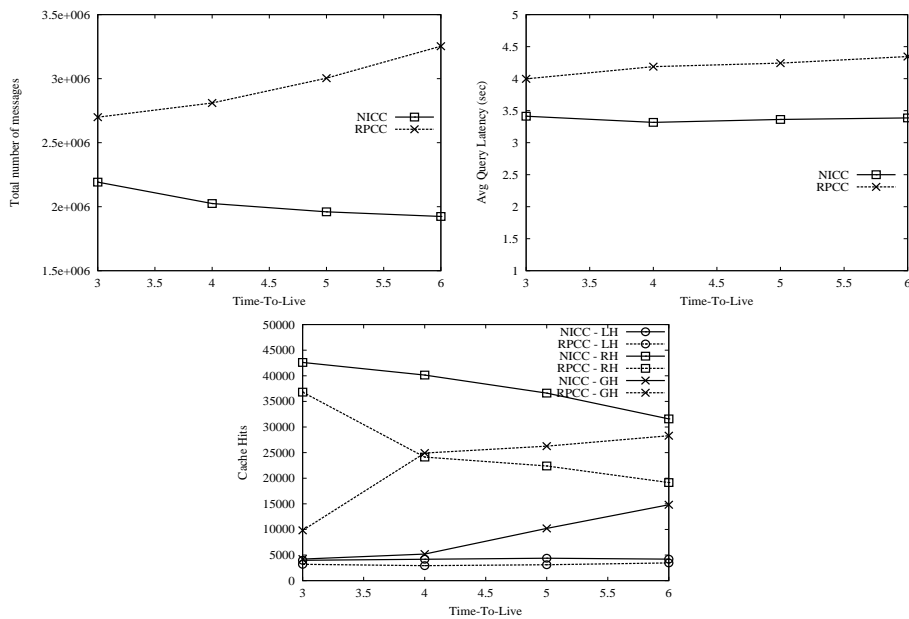 3.5e+006
3e+006
2.5e+006
2e+006
1.5e+006
Total number of messages
NICC
RPCC
3 3.5 4 4.5 5 5.5 6
Time-To-Live
5
4.5
4
3.5
3
2.5
2
1.5
1
Avg Query Latency (sec)
NICC
RPCC
3 3.5 4 4.5 5 5.5 6
Time-To-Live
50000
45000
40000
35000
30000
25000
20000
15000
10000
5000
0
Cache Hits
NICC - LH
RPCC - LH
NICC - RH
RPCC - RH
NICC - GH
RPCC - GH
3 3.5 4 4.5 5 5.5 6
Time-To-Live